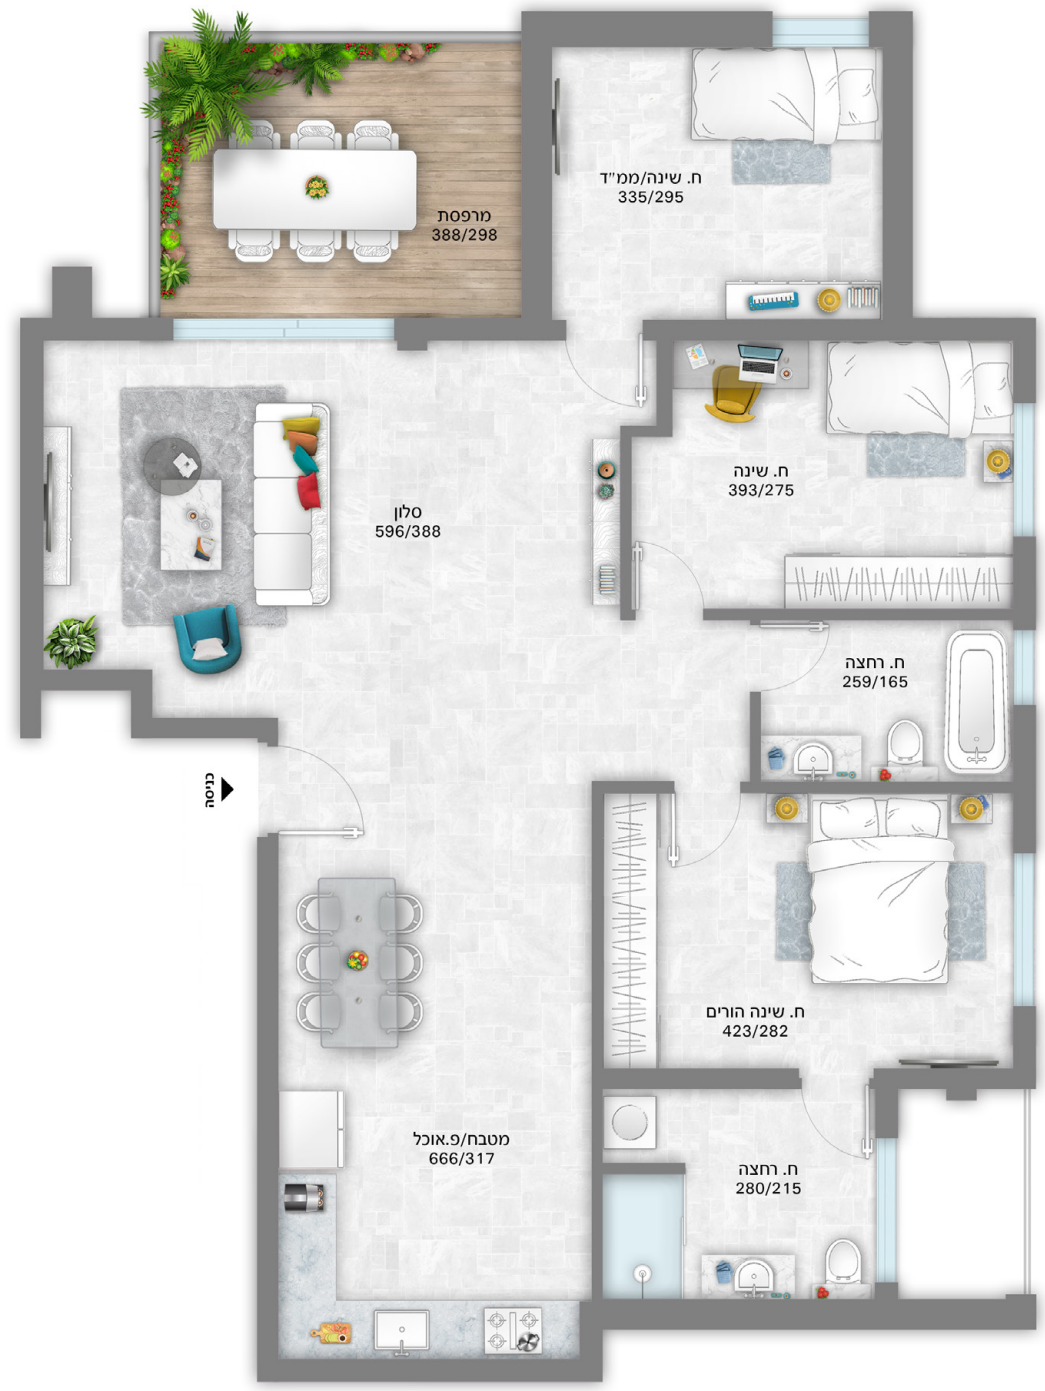 ח. שינה/ממ"ד
335/295
מרפסת
388/298
ח. שינה
393/275
סלון
596/388
ח. רחצה
259/165
כניסה
ח. שינה הורים
423/282
מטבח/פ.אוכל
666/317
ח. רחצה
280/215